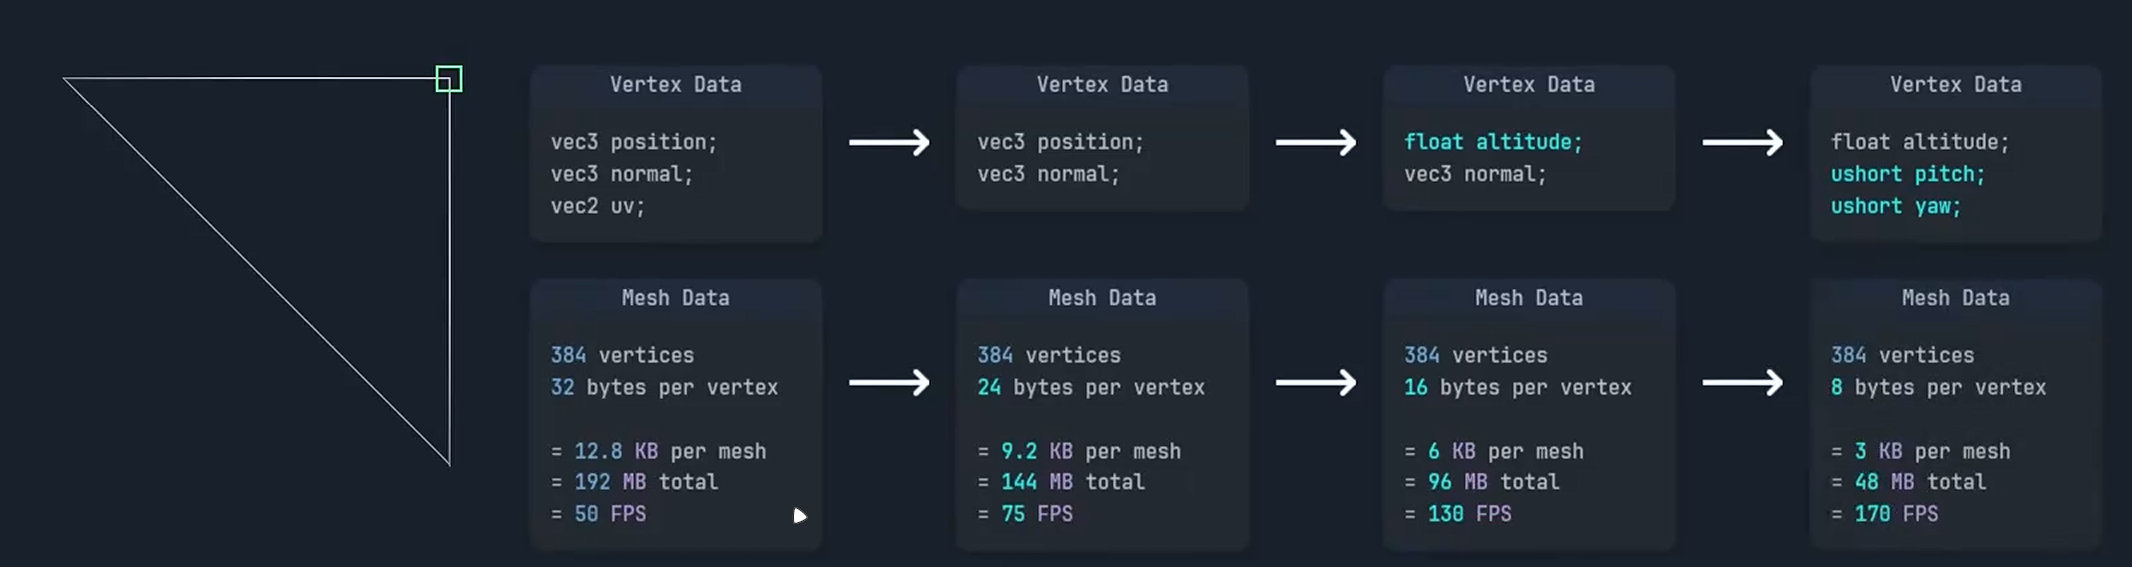 Vertex Data
vec3 position;
vec3 normal;
vec2 uv;
Vertex Data
vec3 position;
vec3 normal;
Vertex Data
float altitude;
vec3 normal;
Vertex Data
float altitude;
ushort pitch;
ushort yaw;
Mesh Data
384 vertices
32 bytes per vertex
= 12.8 KB per mesh
= 192 MB total
= 50 FPS
Mesh Data
384 vertices
24 bytes per vertex
= 9.2 KB per mesh
= 144 MB total
= 75 FPS
Mesh Data
384 vertices
16 bytes per vertex
= 6 KB per mesh
= 96 MB total
= 130 FPS
Mesh Data
384 vertices
8 bytes per vertex
= 3 KB per mesh
= 48 MB total
= 170 FPS